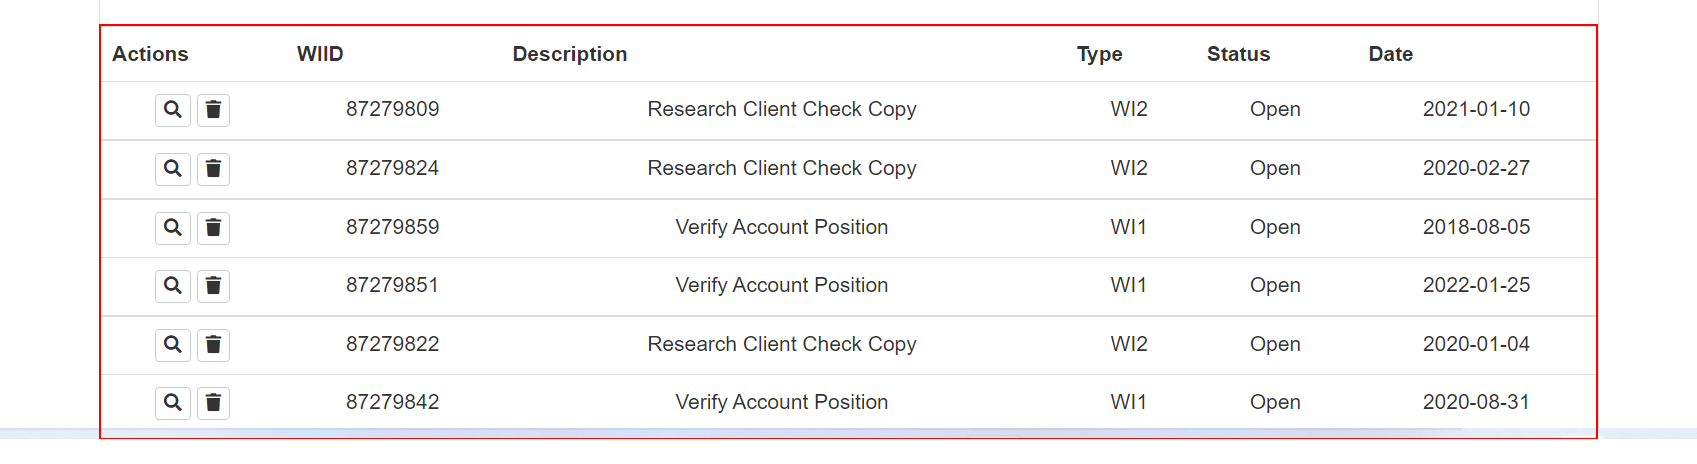 Actions WIID Description Type Status Date
87279809 Research Client Check Copy WI2 Open 2021-01-10
87279824 Research Client Check Copy WI2 Open 2020-02-27
87279859 Verify Account Position WI1 Open 2018-08-05
87279851 Verify Account Position WI1 Open 2022-01-25
87279822 Research Client Check Copy WI2 Open 2020-01-04
87279842 Verify Account Position WI1 Open 2020-08-31